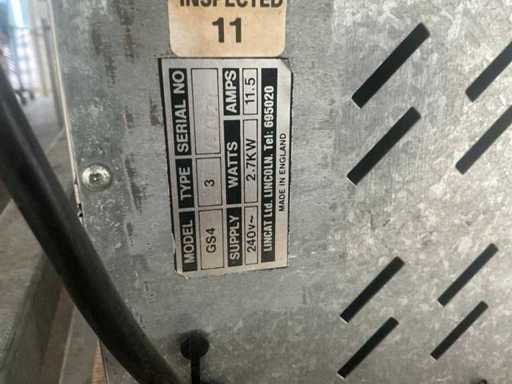 INSPECTED
11
MODEL TYPE SERIAL NO
GS4 3
SUPPLY WATTS AMPS
240v~ 2.7KW 11.5
LINCAT Ltd. LINCOLN. Tel: 695020
MADE IN ENGLAND